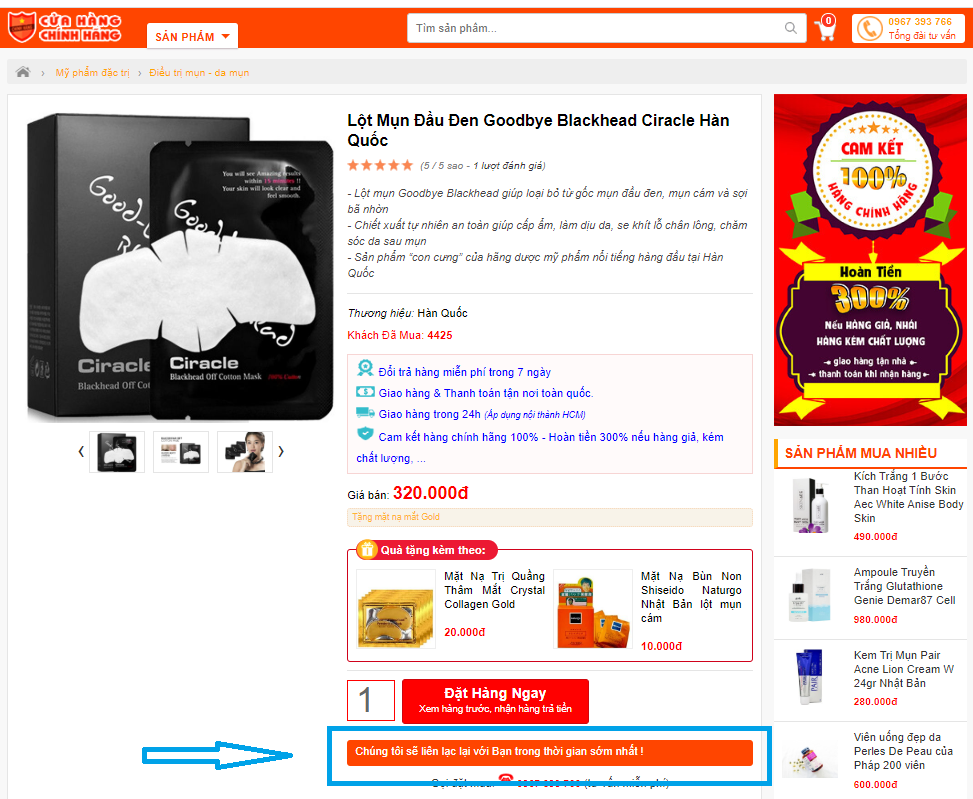 CỬA HÀNG
CHÍNH HÃNG
SẢN PHẨM
Tìm sản phẩm...
0
0967 393 766
Tổng đài tư vấn
Mỹ phẩm đặc trị › Điều trị mụn - da mụn
You will see Amazing results
within 15 minutes !!
Your skin will look clear and
feel smooth.
Good-
Ciracle
Blackhead Off Cot
Ciracle
Blackhead Off Cotton Mask 100% Cotton
Lột Mụn Đầu Đen Goodbye Blackhead Ciracle Hàn
Quốc
(5 / 5 sao - 1 lượt đánh giá)
- Lột mụn Goodbye Blackhead giúp loại bỏ từ gốc mụn đầu đen, mụn cám và sợi
bã nhờn
- Chiết xuất tự nhiên an toàn giúp cấp ẩm, làm dịu da, se khít lỗ chân lông, chăm
sóc da sau mụn
- Sản phẩm “con cưng” của hãng dược mỹ phẩm nổi tiếng hàng đầu tại Hàn
Quốc
Thương hiệu: Hàn Quốc
Khách Đã Mua: 4425
Đổi trả hàng miễn phí trong 7 ngày
Giao hàng & Thanh toán tận nơi toàn quốc.
Giao hàng trong 24h (Áp dụng nội thành HCM)
Cam kết hàng chính hãng 100% - Hoàn tiền 300% nếu hàng giả, kém
chất lượng, ...
Giá bán: 320.000đ
Tặng mặt nạ mắt Gold
Quà tặng kèm theo:
Mặt Nạ Trị Quầng
Thâm Mắt Crystal
Collagen Gold
20.000đ
Mặt Nạ Bùn Non
Shiseido Naturgo
Nhật Bản lột mụn
cám
10.000đ
1
Đặt Hàng Ngay
Xem hàng trước, nhận hàng trả tiền
Chúng tôi sẽ liên lạc lại với Bạn trong thời gian sớm nhất !
CAM KẾT
100%
HÀNG CHÍNH HÃNG
Hoàn Tiền
300%
NẾU HÀNG GIẢ, NHÁI
HÀNG KÉM CHẤT LƯỢNG
giao hàng tận nhà
thanh toán khi nhận hàng
SẢN PHẨM MUA NHIỀU
Kích Trắng 1 Bước
Than Hoạt Tính Skin
Aec White Anise Body
Skin
490.000đ
Ampoule Truyền
Trắng Glutathione
Genie Demar87 Cell
980.000đ
Kem Trị Mụn Pair
Acne Lion Cream W
24gr Nhật Bản
280.000đ
Viên uống đẹp da
Perles De Peau của
Pháp 200 viên
600.000đ